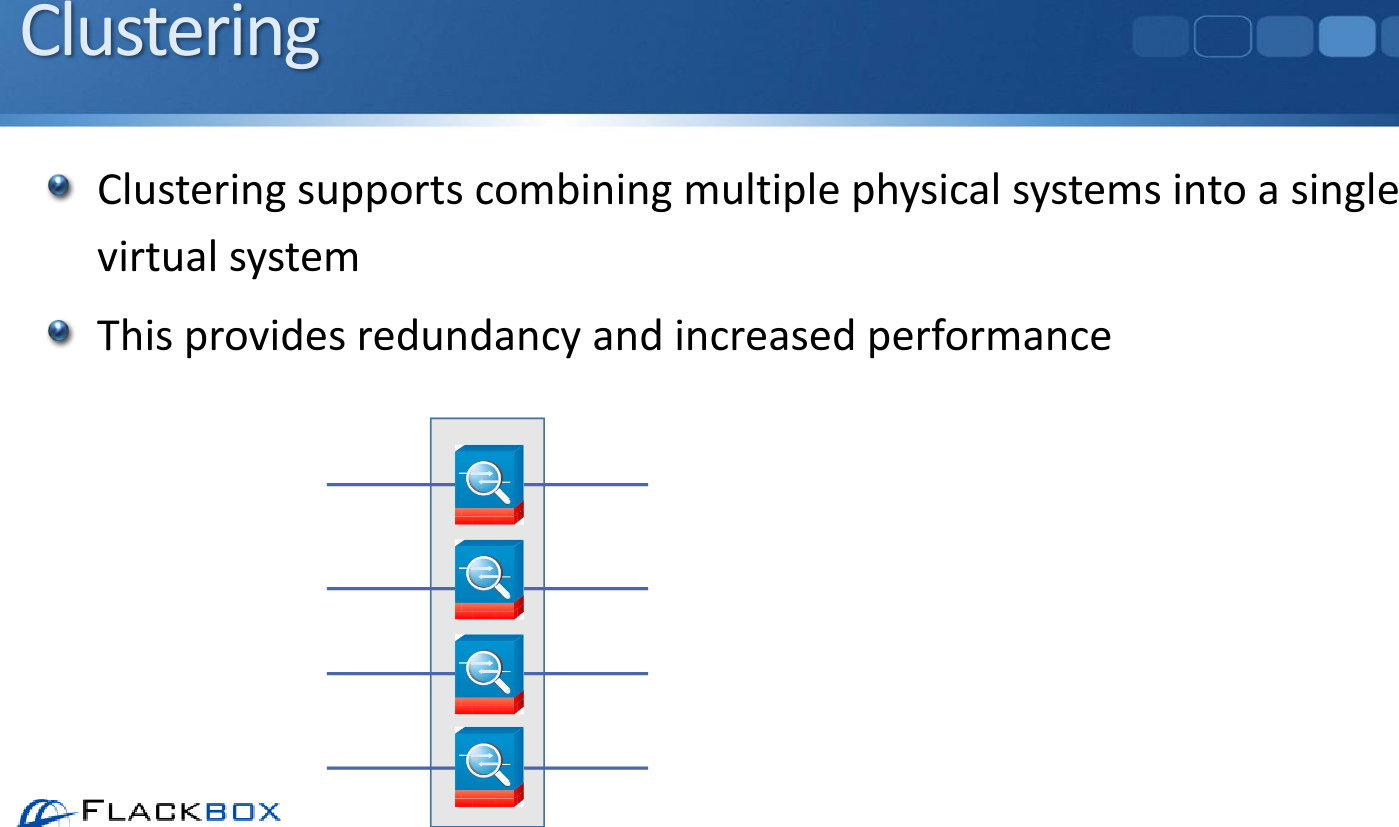 Clustering
Clustering supports combining multiple physical systems into a single
virtual system
This provides redundancy and increased performance
FLACKBOX